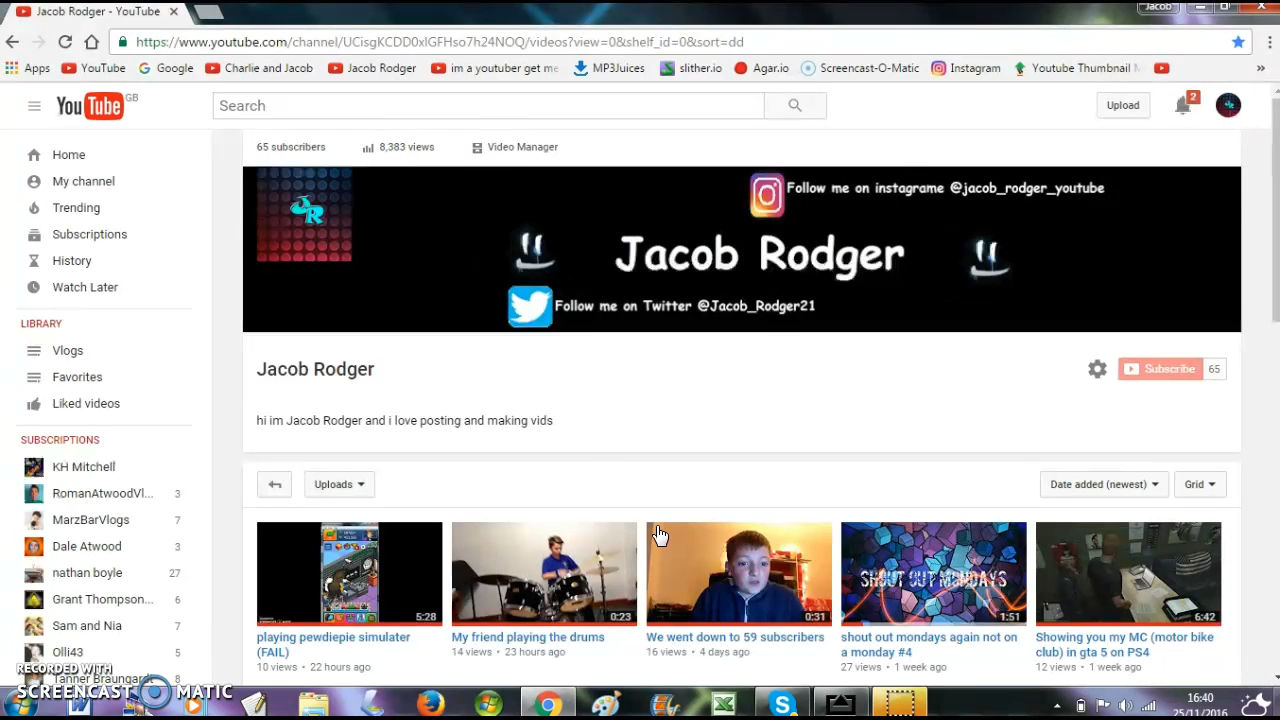 Jacob Rodger - YouTube
Jacob
https://www.youtube.com/channel/UCisgKCDD0xlGFHso7h24NOQ/videos?view=0&shelf_id=0&sort=dd
Apps YouTube Google Charlie and Jacob Jacob Rodger im a youtuber get me MP3Juices slither.io Agar.io Screencast-O-Matic Instagram Youtube Thumbnail »
YouTube GB Search Upload 2
65 subscribers 8,383 views Video Manager
Home
My channel
Trending
Subscriptions
History
Watch Later
LIBRARY
Vlogs
Favorites
Liked videos
SUBSCRIPTIONS
KH Mitchell
RomanAtwoodVl... 3
MarzBarVlogs 7
Dale Atwood 3
nathan boyle 27
Grant Thompson... 6
Sam and Nia 7
Olli43 5
Tanner Braungardt 8
JR
Follow me on instagrame @jacob_rodger_youtube
Jacob Rodger
Follow me on Twitter @Jacob_Rodger21
Jacob Rodger
Subscribe 65
hi im Jacob Rodger and i love posting and making vids
Uploads Date added (newest) Grid
5:28
playing pewdiepie simulater
(FAIL)
10 views • 22 hours ago
0:23
My friend playing the drums
14 views • 23 hours ago
0:31
We went down to 59 subscribers
16 views • 4 days ago
SHOUT OUT MONDAYS
1:51
shout out mondays again not on
a monday #4
27 views • 1 week ago
6:42
Showing you my MC (motor bike
club) in gta 5 on PS4
12 views • 1 week ago
RECORDED WITH
SCREENCAST MATIC
16:40
25/11/2016